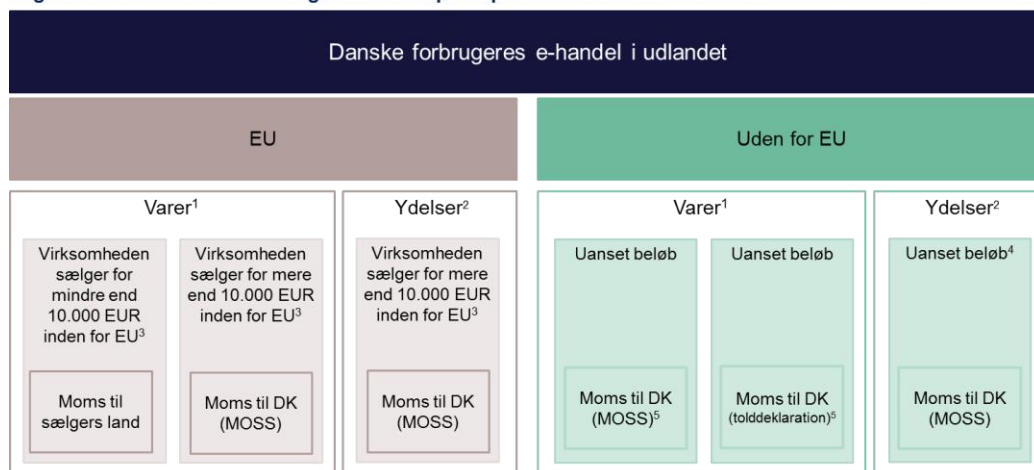 Danske forbrugeres e-handel i udlandet
EU
Uden for EU
Varer¹
Ydelser²
Varer¹
Ydelser²
Virksomheden
sælger for
mindre end
10.000 EUR
inden for EU³
Virksomheden
sælger for mere
end 10.000 EUR
inden for EU³
Virksomheden
sælger for mere
end 10.000 EUR
inden for EU³
Uanset beløb
Uanset beløb
Uanset beløb⁴
Moms til
sælgers land
Moms til DK
(MOSS)
Moms til DK
(MOSS)
Moms til DK
(MOSS)⁵
Moms til DK
(tolddeklaration)⁵
Moms til DK
(MOSS)